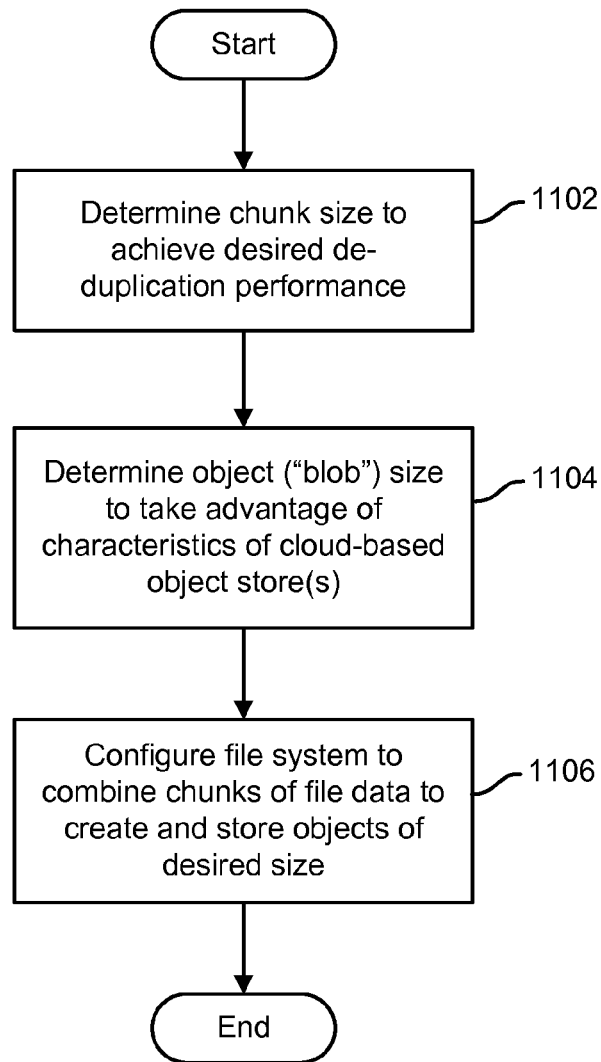 Start
Determine chunk size to
achieve desired de-
duplication performance
1102
Determine object (“blob”) size
to take advantage of
characteristics of cloud-based
object store(s)
1104
Configure file system to
combine chunks of file data to
create and store objects of
desired size
1106
End